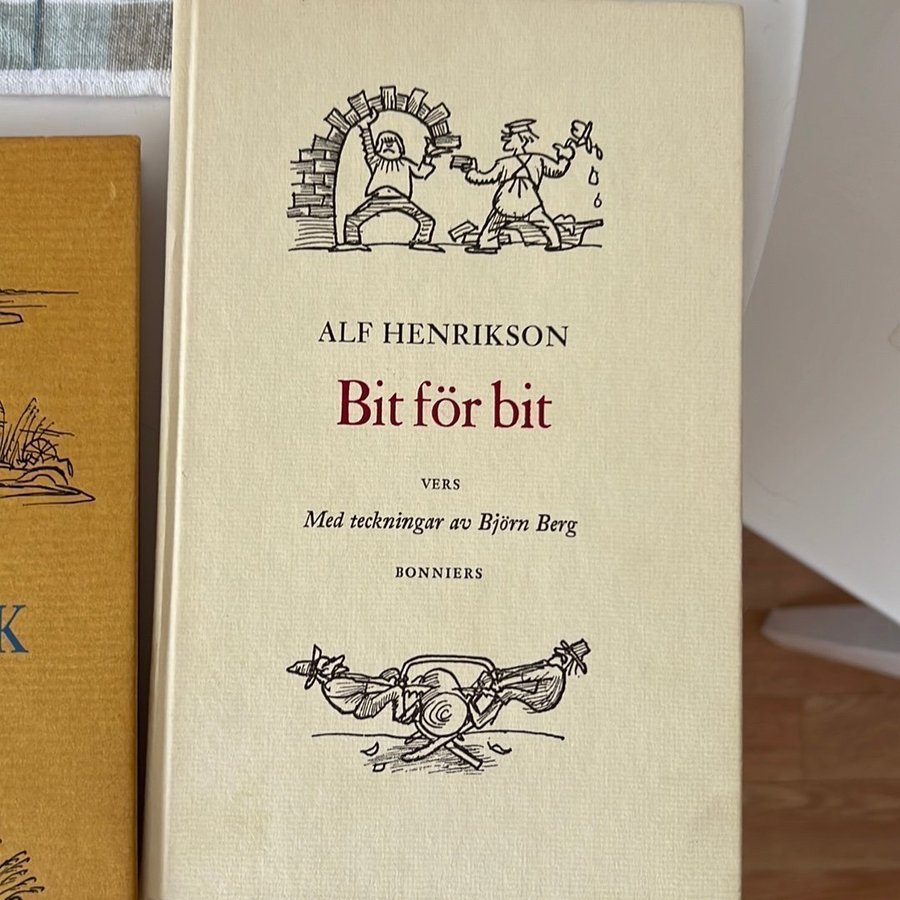 ALF HENRIKSON
Bit för bit
VERS
Med teckningar av Björn Berg
BONNIERS
K